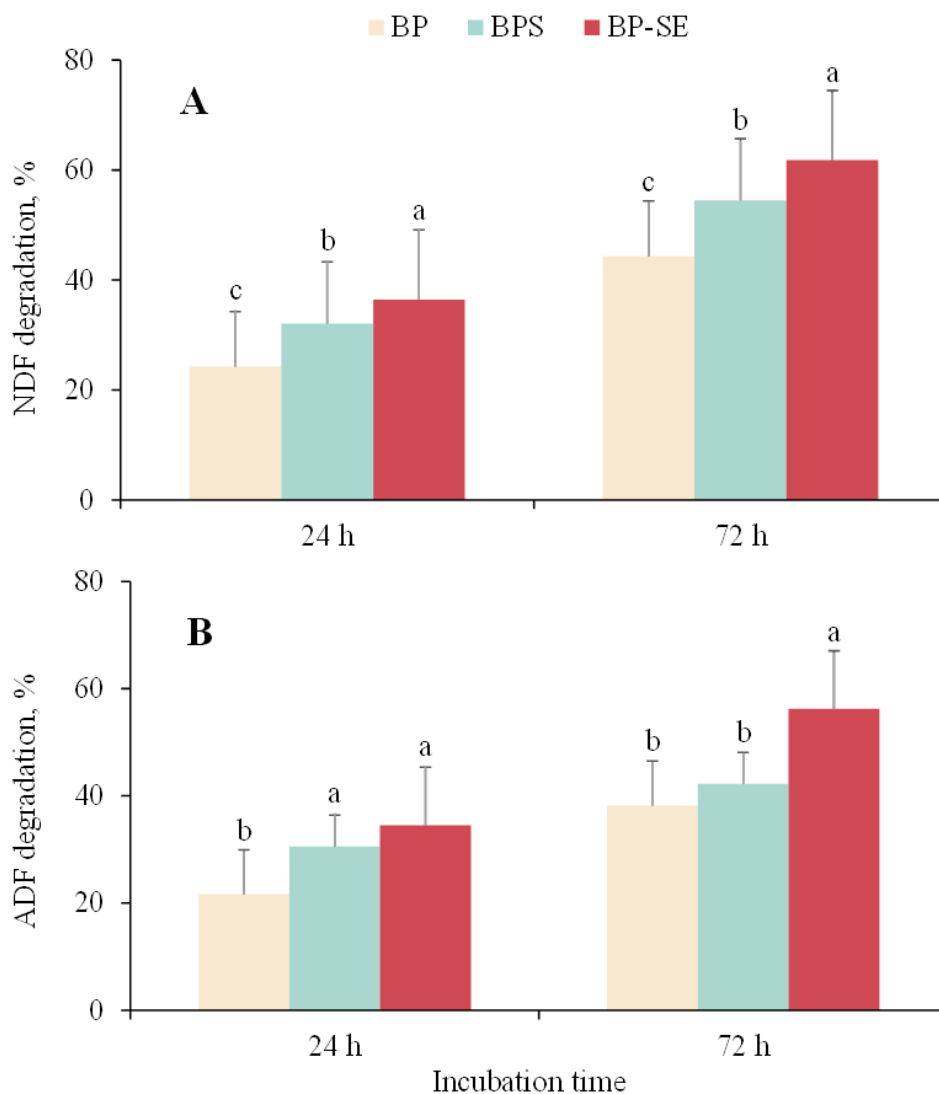 BP BPS BP-SE
A
NDF degradation, %
80
60
40
20
0
c b a
c b a
24 h 72 h
B
ADF degradation, %
80
60
40
20
0
b a a
b b a
24 h 72 h
Incubation time